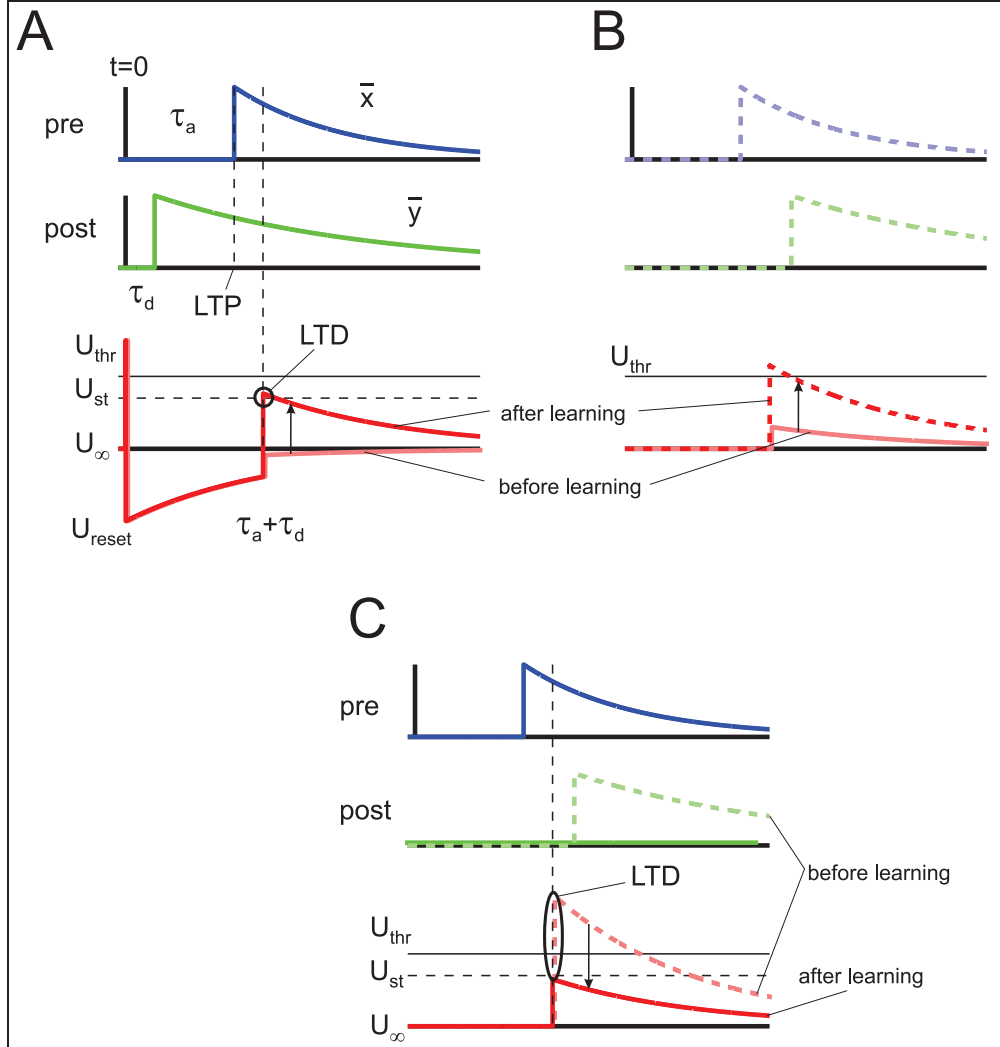 A
B
t=0
x̄
τa
pre
ȳ
post
τd
LTP
LTD
Uthr
Ust
after learning
U∞
before learning
Ureset
τa+τd
Uthr
C
pre
post
before learning
LTD
Uthr
Ust
after learning
U∞